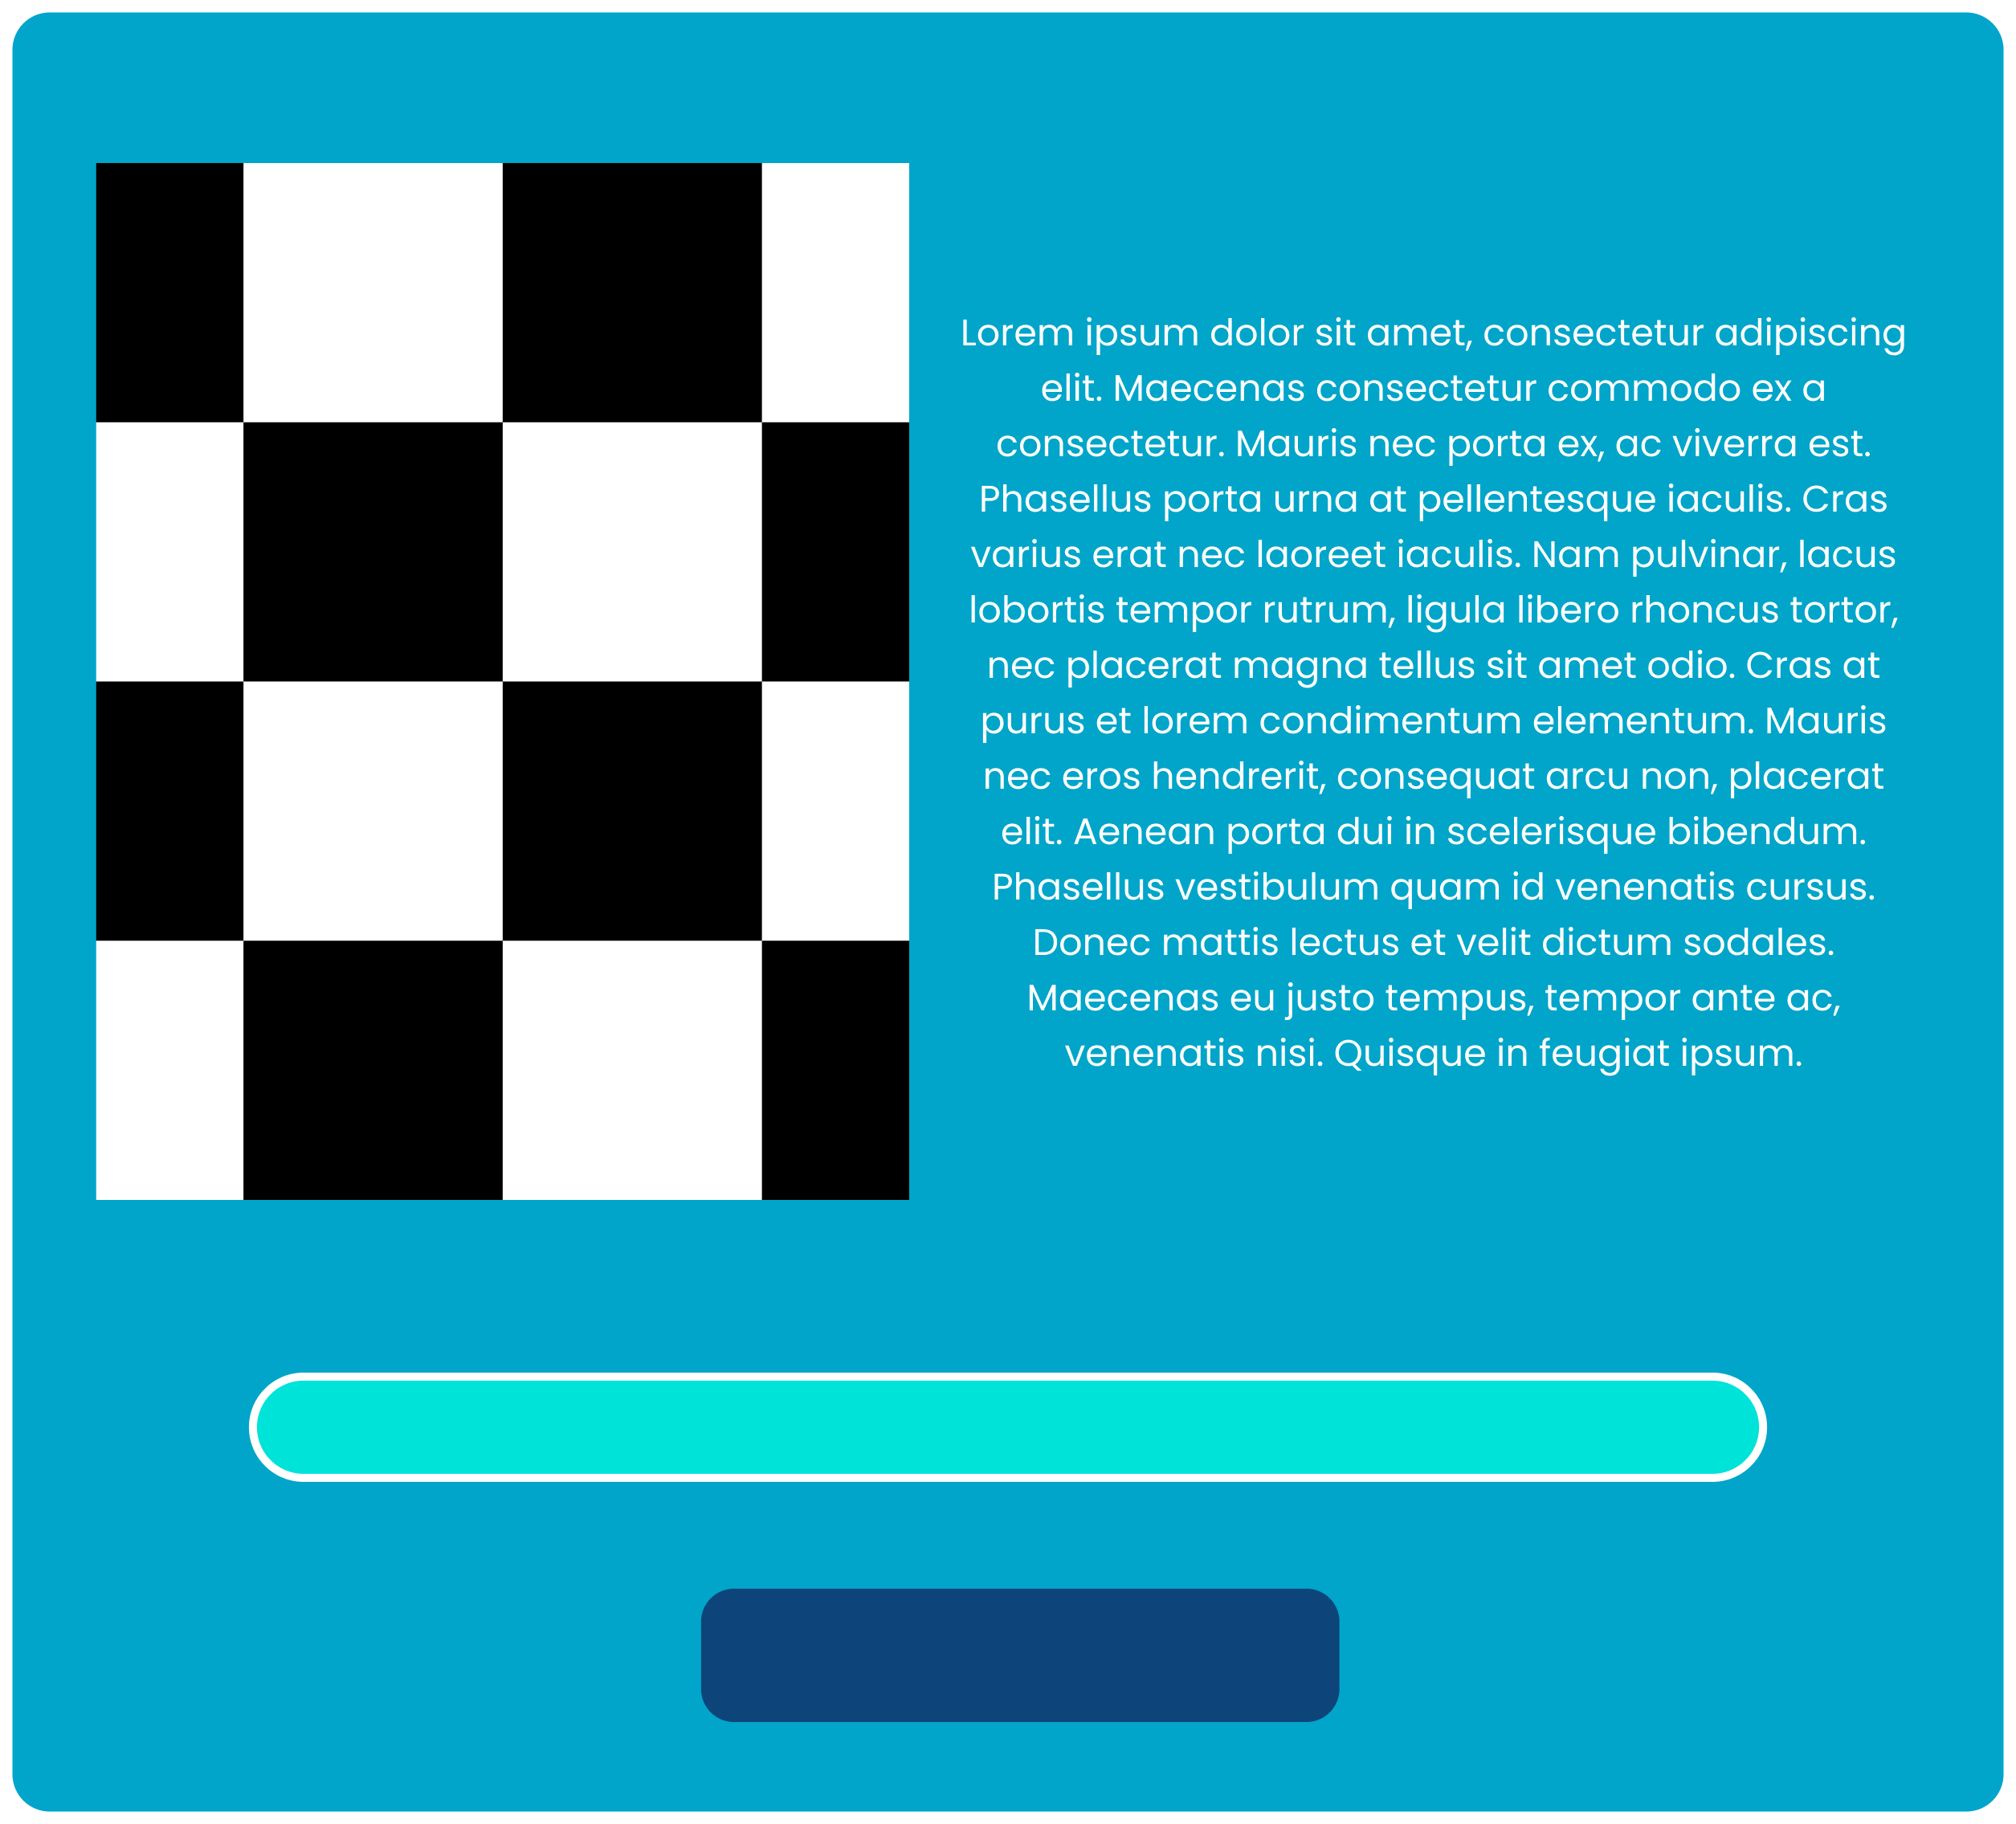 Lorem ipsum dolor sit amet, consectetur adipiscing
elit. Maecenas consectetur commodo ex a
consectetur. Mauris nec porta ex, ac viverra est.
Phasellus porta urna at pellentesque iaculis. Cras
varius erat nec laoreet iaculis. Nam pulvinar, lacus
lobortis tempor rutrum, ligula libero rhoncus tortor,
nec placerat magna tellus sit amet odio. Cras at
purus et lorem condimentum elementum. Mauris
nec eros hendrerit, consequat arcu non, placerat
elit. Aenean porta dui in scelerisque bibendum.
Phasellus vestibulum quam id venenatis cursus.
Donec mattis lectus et velit dictum sodales.
Maecenas eu justo tempus, tempor ante ac,
venenatis nisi. Quisque in feugiat ipsum.